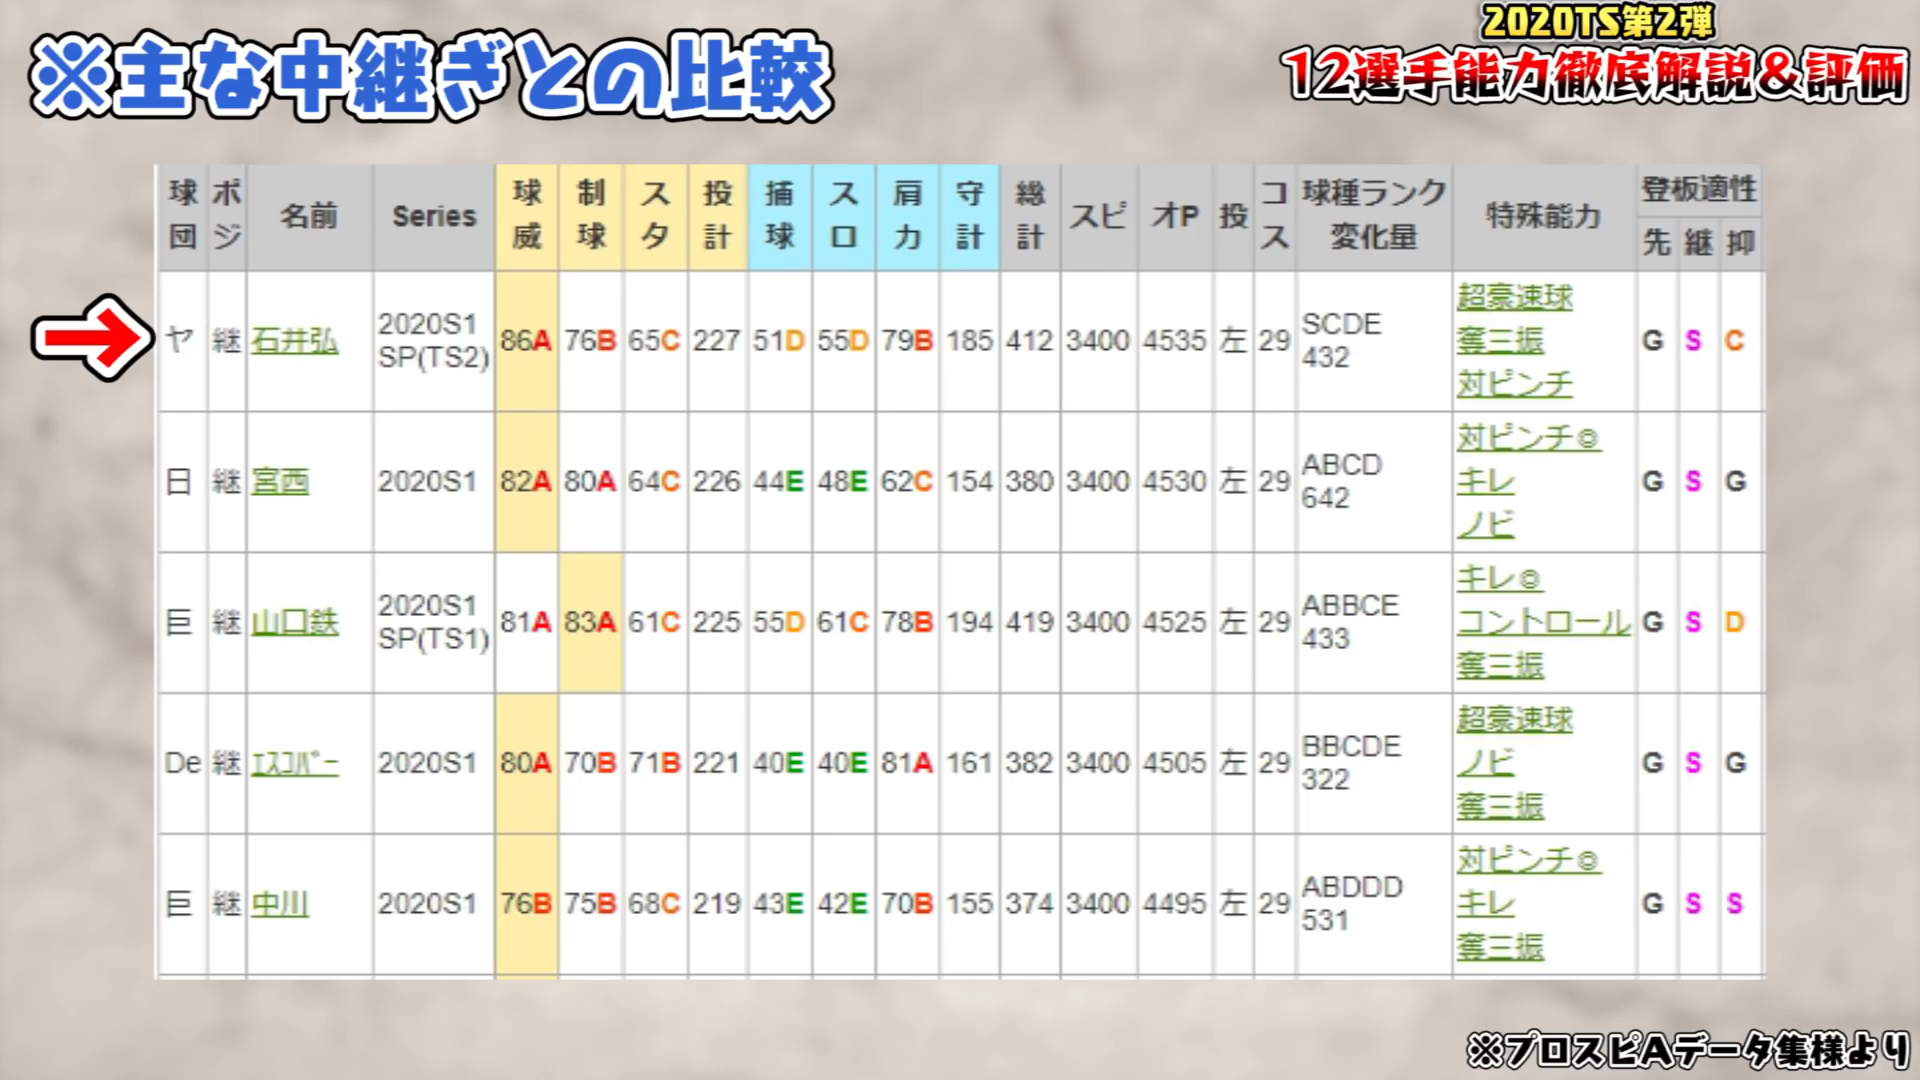 ※主な中継ぎとの比較
2020TS第2弾
12選手能力徹底解説&評価
球団 ポジ 名前 Series 球威 制球 スタ 投計 捕球 スロ 肩力 守計 総計 スピ オP 投 コス 球種ランク 変化量 特殊能力 登板適性 先 継 抑
ヤ 継 石井弘 2020S1 SP(TS2) 86A 76B 65C 227 51D 55D 79B 185 412 3400 4535 左 29 SCDE 432 超豪速球 奪三振 対ピンチ G S C
日 継 宮西 2020S1 82A 80A 64C 226 44E 48E 62C 154 380 3400 4530 左 29 ABCD 642 対ピンチ◎ キレ ノビ G S G
巨 継 山口鉄 2020S1 SP(TS1) 81A 83A 61C 225 55D 61C 78B 194 419 3400 4525 左 29 ABBCE 433 キレ◎ コントロール 奪三振 G S D
De 継 ｴｽｺﾊﾞｰ 2020S1 80A 70B 71B 221 40E 40E 81A 161 382 3400 4505 左 29 BBCDE 322 超豪速球 ノビ 奪三振 G S G
巨 継 中川 2020S1 76B 75B 68C 219 43E 42E 70B 155 374 3400 4495 左 29 ABDDD 531 対ピンチ◎ キレ 奪三振 G S S
※プロスピAデータ集様より